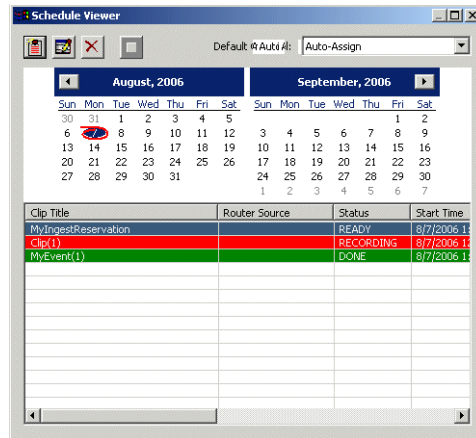 Schedule Viewer
Default Auto-Assign
August, 2006 September, 2006
Sun Mon Tue Wed Thu Fri Sat Sun Mon Tue Wed Thu Fri Sat
30 31 1 2 3 4 5 1 2
6 7 8 9 10 11 12 3 4 5 6 7 8 9
13 14 15 16 17 18 19 10 11 12 13 14 15 16
20 21 22 23 24 25 26 17 18 19 20 21 22 23
27 28 29 30 31 24 25 26 27 28 29 30
1 2 3 4 5 6 7
Clip Title Router Source Status Start Time
MyIngestReservation READY 8/7/2006 1:
Clip(1) RECORDING 8/7/2006 12
MyEvent(1) DONE 8/7/2006 1: